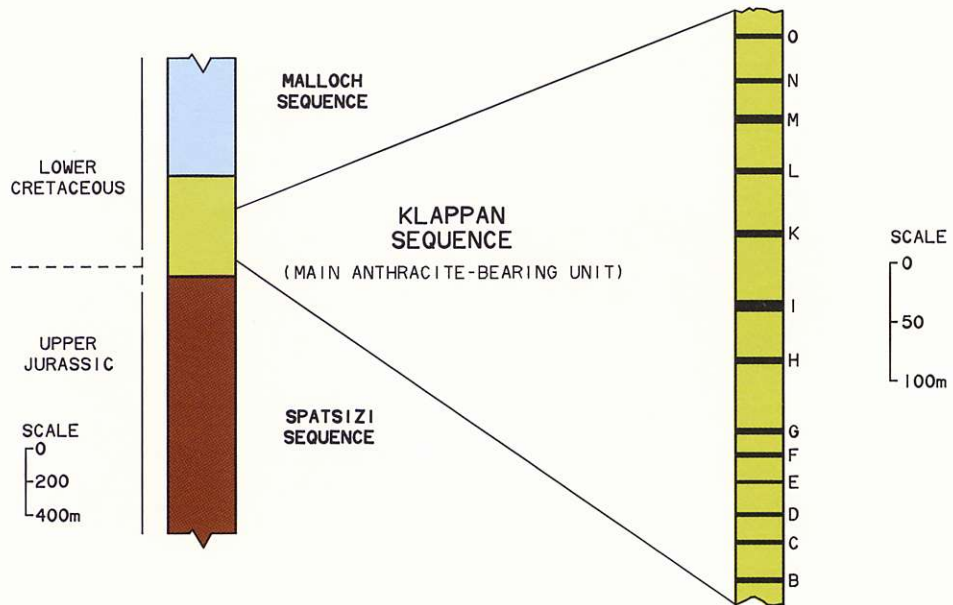 MALLOCH
SEQUENCE
LOWER
CRETACEOUS
KLAPPAN
SEQUENCE
(MAIN ANTHRACITE-BEARING UNIT)
UPPER
JURASSIC
SPATSIZI
SEQUENCE
SCALE
0
200
400m
O
N
M
L
K
I
H
G
F
E
D
C
B
SCALE
0
50
100m